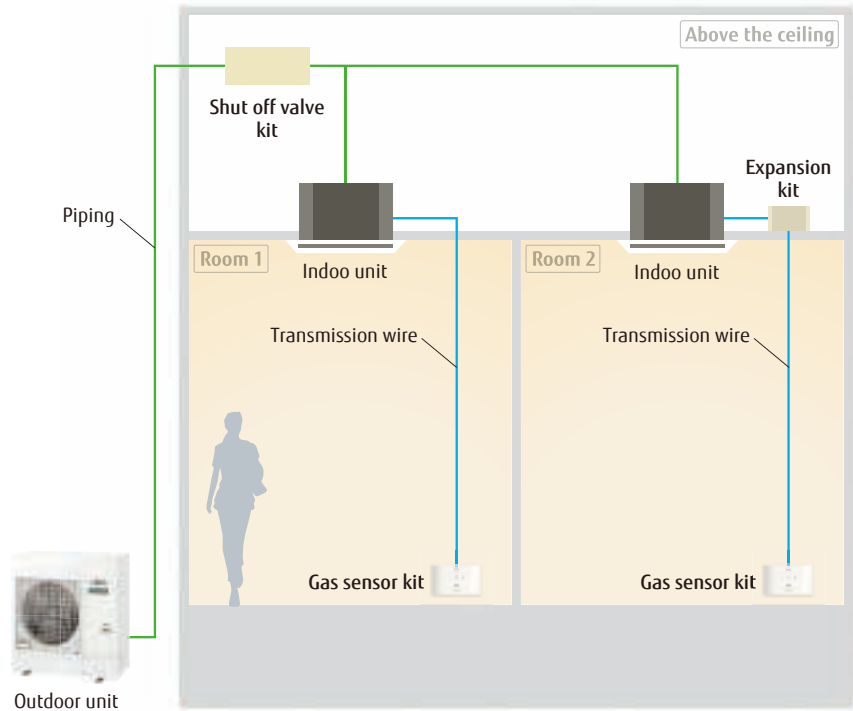 Above the ceiling
Shut off valve
kit
Expansion
kit
Piping
Room 1
Indoo unit
Room 2
Indoo unit
Transmission wire
Transmission wire
Gas sensor kit
Gas sensor kit
Outdoor unit